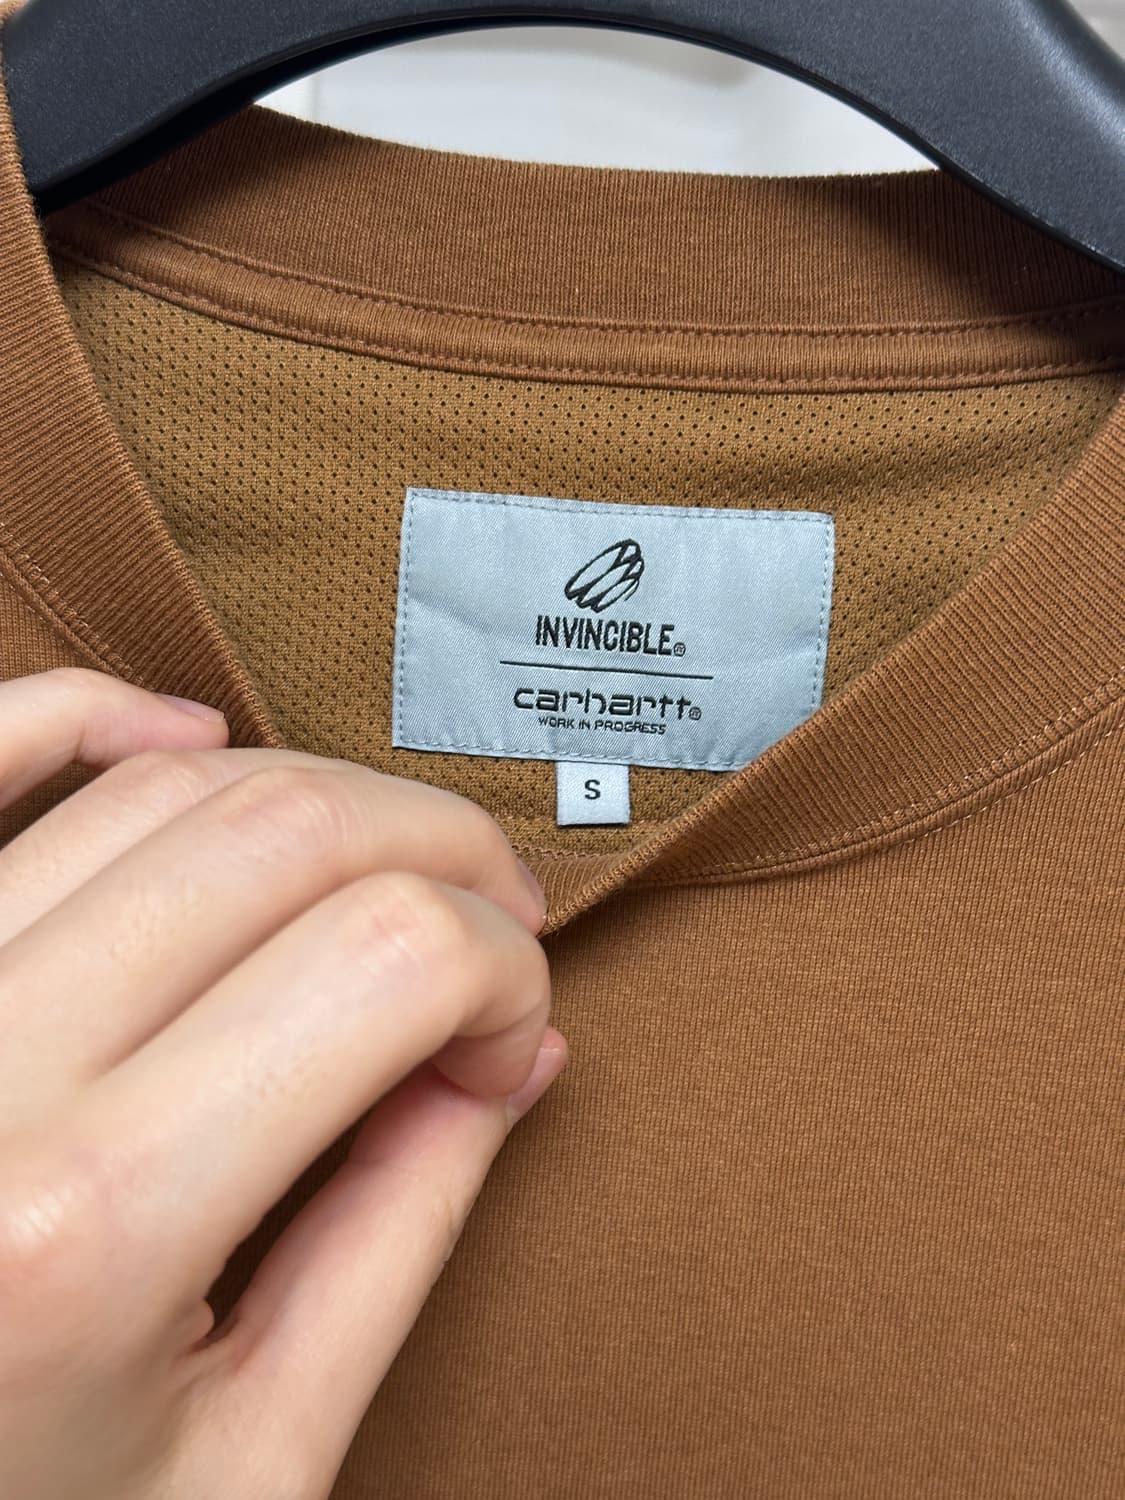 INVINCIBLE®
carhartt®
WORK IN PROGRESS
S